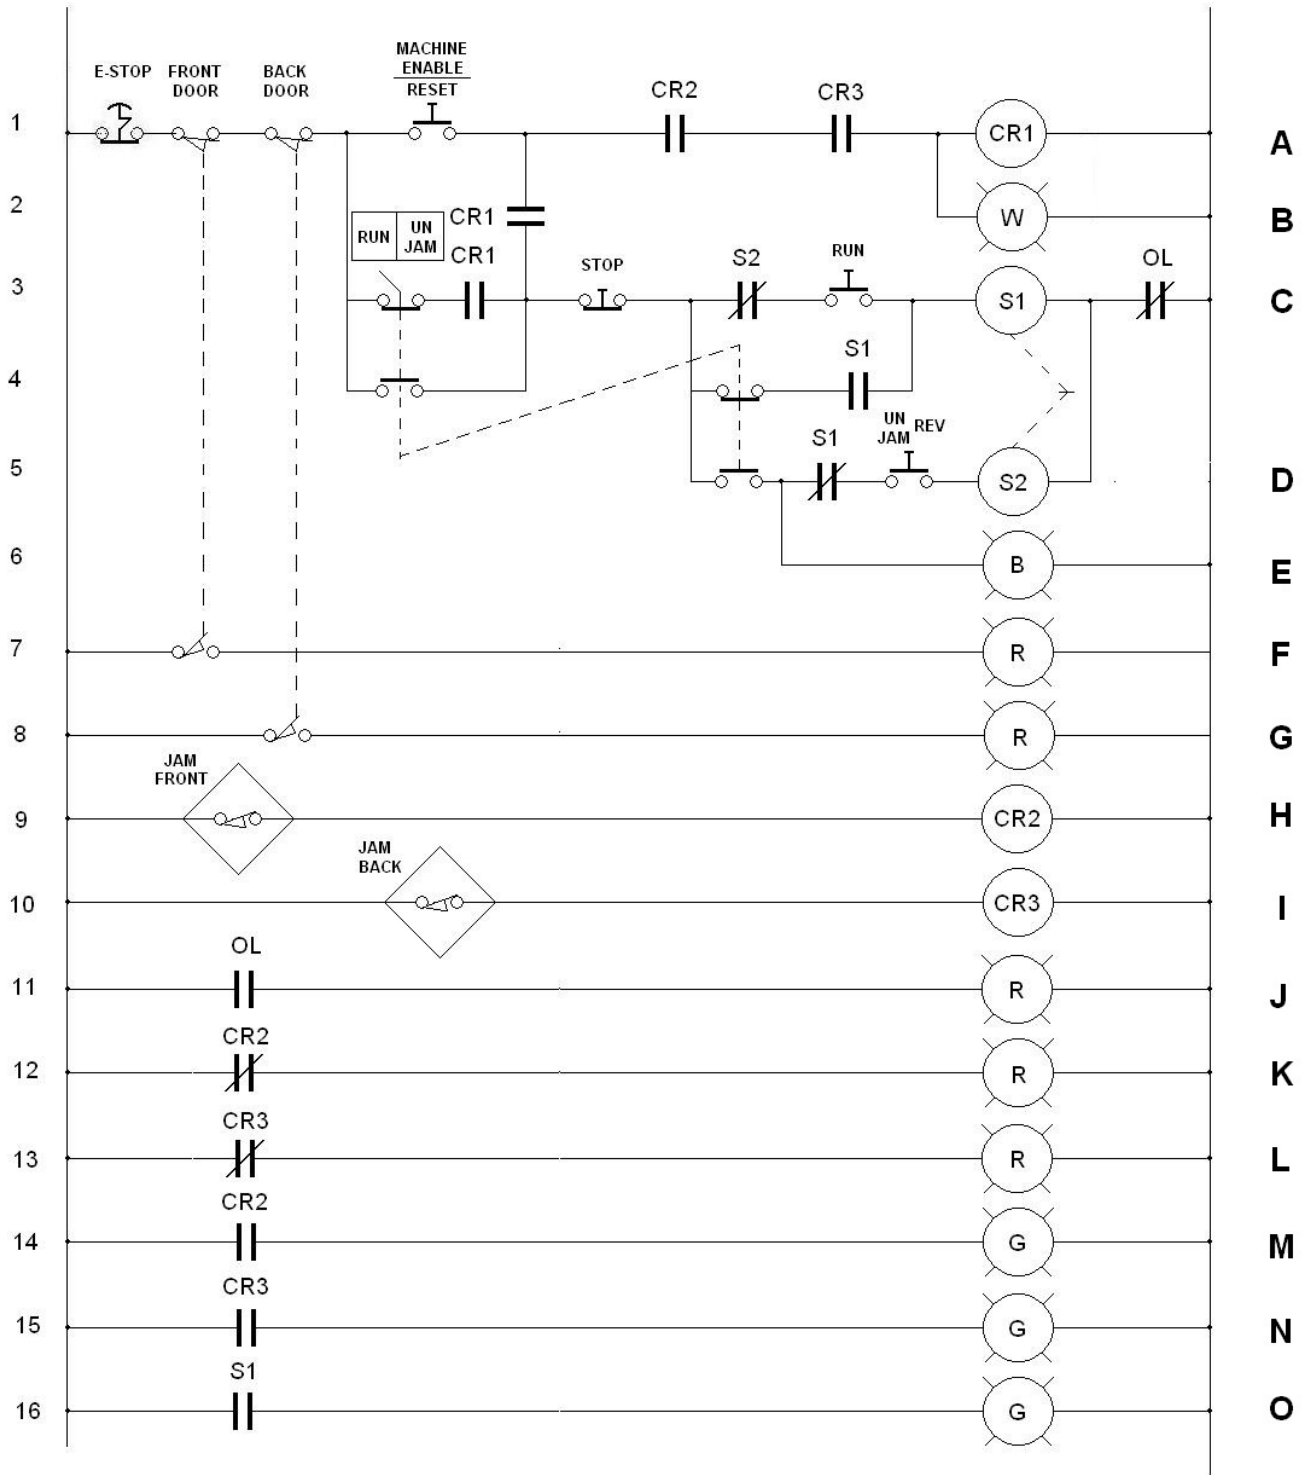 MACHINE
ENABLE
RESET
E-STOP
FRONT
DOOR
BACK
DOOR
CR2
CR3
1
CR1
A
2
RUN
UN
JAM
CR1
W
B
CR1
3
STOP
S2
RUN
S1
OL
C
4
S1
5
S1
UN
JAM
REV
S2
D
6
B
E
7
R
F
8
R
G
JAM
FRONT
9
CR2
H
JAM
BACK
10
CR3
I
OL
11
R
J
CR2
12
R
K
CR3
13
R
L
CR2
14
G
M
CR3
15
G
N
S1
16
G
O